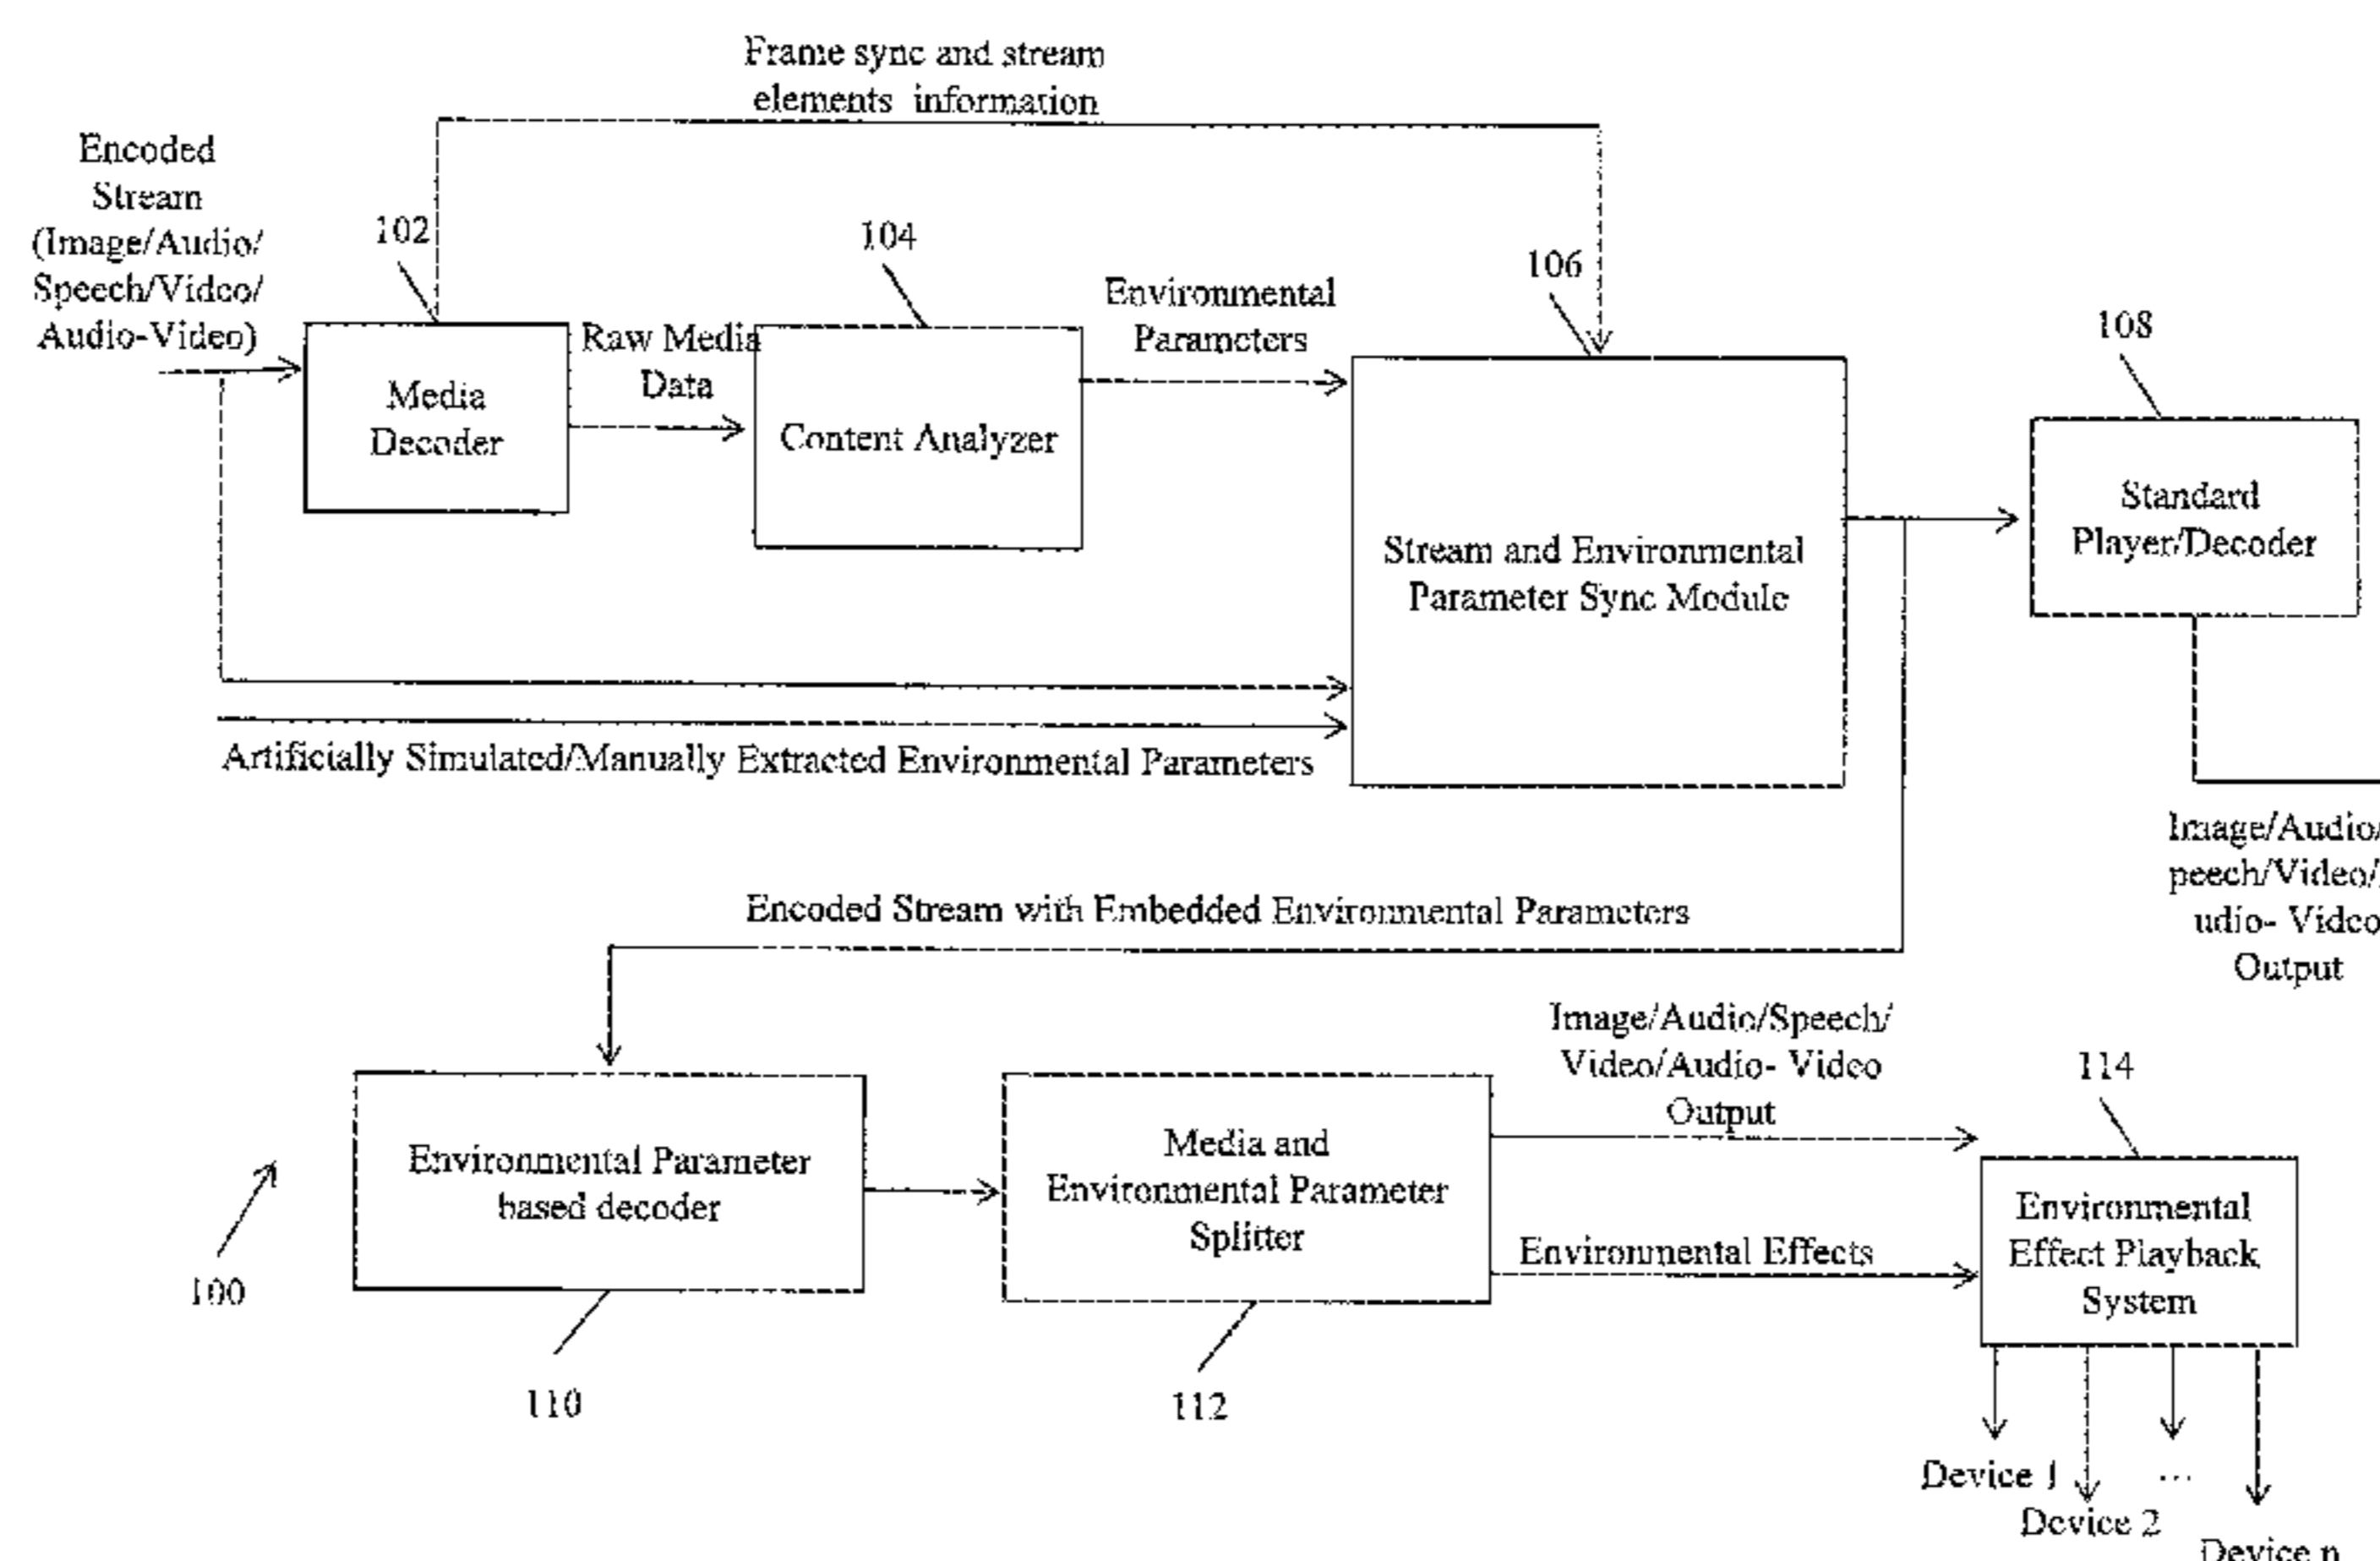 Frame sync and stream
elements information
Encoded
Stream
(Image/Audio/
Speech/Video/
Audio-Video)
102
104
106
108
Raw Media
Data
Environmental
Parameters
Media
Decoder
Content Analyzer
Stream and Environmental
Parameter Sync Module
Standard
Player/Decoder
Artificially Simulated/Manually Extracted Environmental Parameters
Image/Audio/
peech/Video/
udio- Video
Output
Encoded Stream with Embedded Environmental Parameters
Image/Audio/Speech/
Video/Audio- Video
Output
114
Environmental Parameter
based decoder
Media and
Environmental Parameter
Splitter
Environmental Effects
Environmental
Effect Playback
System
100
110
112
Device 1
...
Device 2
Device n